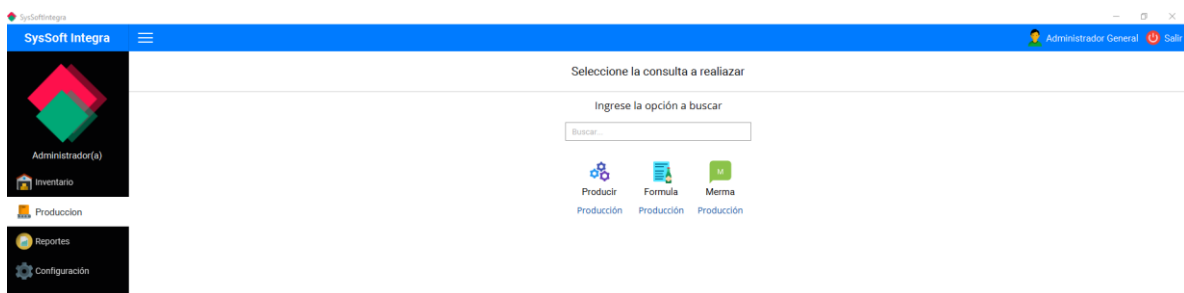 SysSoftIntegra
SysSoft Integra
Administrador General
Salir
Seleccione la consulta a realiazar
Ingrese la opción a buscar
Buscar...
Administrador(a)
Inventario
Produccion
Reportes
Configuración
M
Producir Formula Merma
Producción Producción Producción